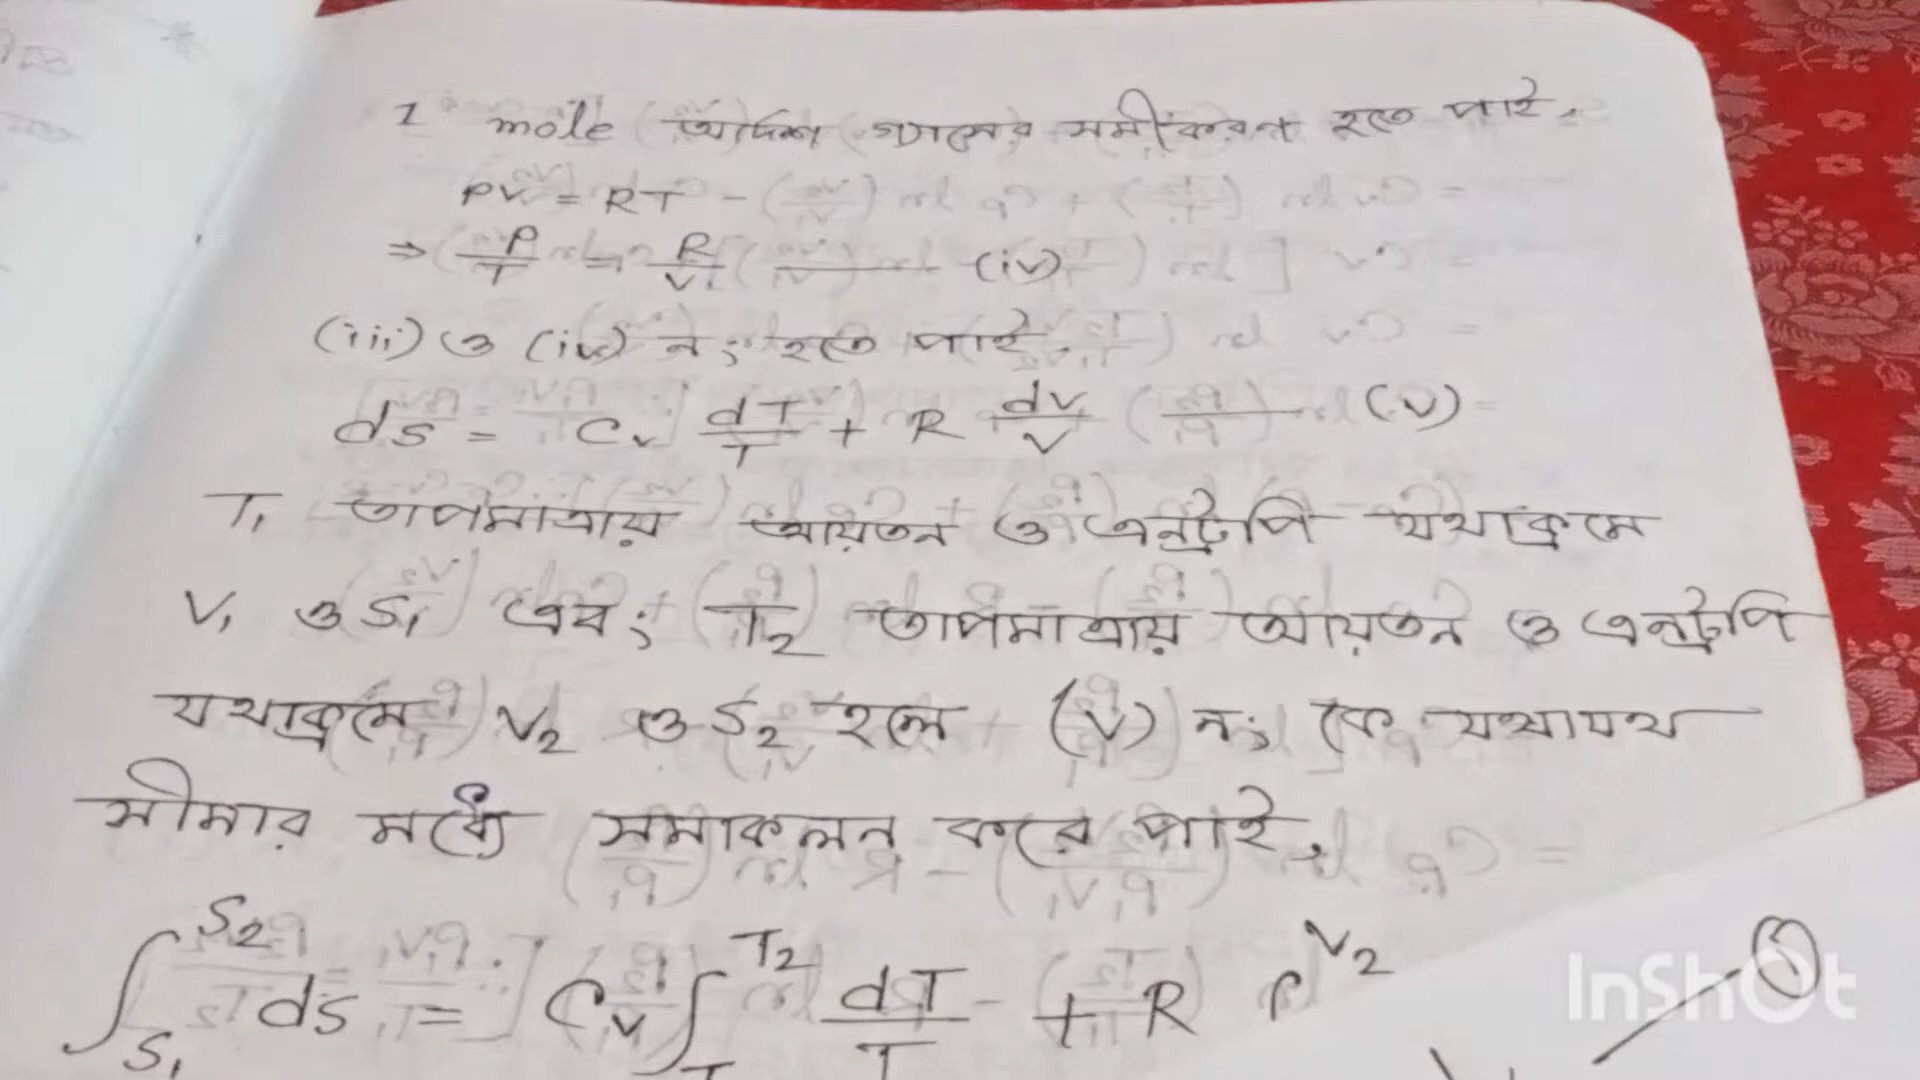 1 mole আদর্শ গ্যাসের সমীকরণ হতে পাই,
PV = RT
⇒ P/T = R/V ——— (iv)
(iii) ও (iv) নং হতে পাই,
ds = Cv dT/T + R dv/V ——— (v)
T₁ তাপমাত্রায় আয়তন ও এনট্রপি যথাক্রমে
V₁ ও S₁ এবং T₂ তাপমাত্রায় আয়তন ও এনট্রপি
যথাক্রমে V₂ ও S₂ হলে (v) নং কে যথাযথ
সীমার মধ্যে সমাকলন করে পাই,
∫ S₁ S₂ ds = Cv ∫ T T₂ dT/T + R V₂
InShOt